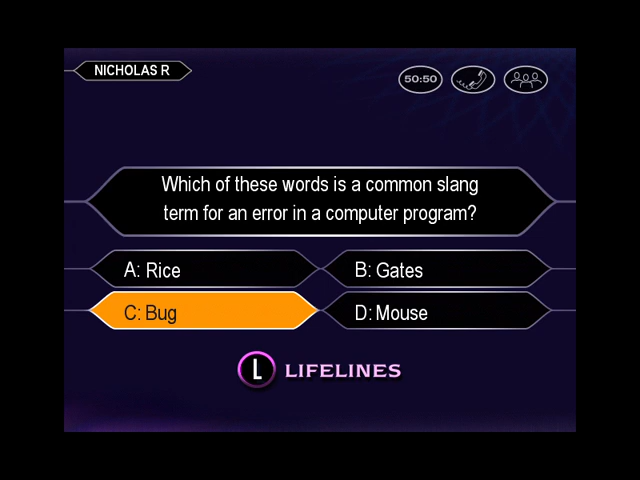 NICHOLAS R
50:50
Which of these words is a common slang
term for an error in a computer program?
A: Rice
B: Gates
C: Bug
D: Mouse
L LIFELINES